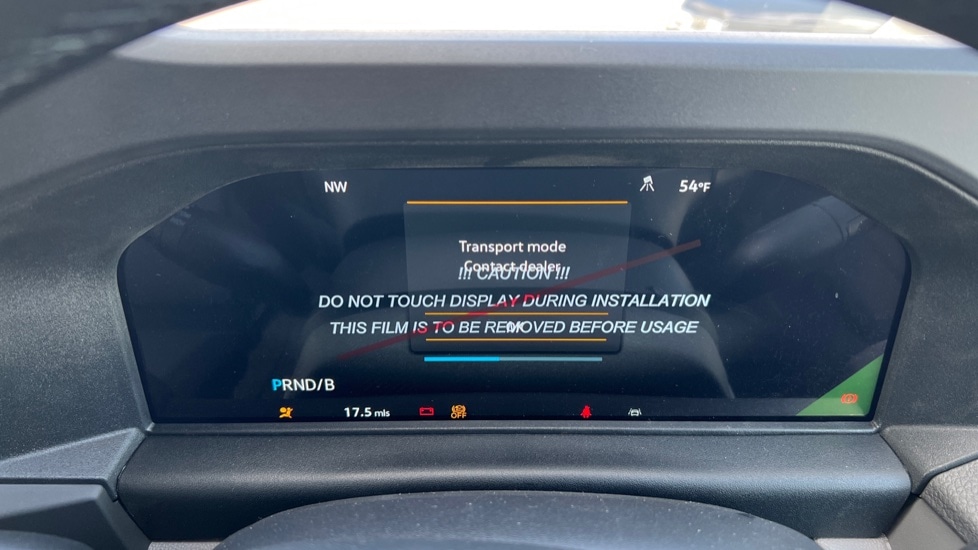 NW
54°F
Transport mode
Contact dealer
!!! CAUTION !!!
DO NOT TOUCH DISPLAY DURING INSTALLATION
THIS FILM IS TO BE REMOVED BEFORE USAGE
OK
PRND/B
17.5 mls
OFF